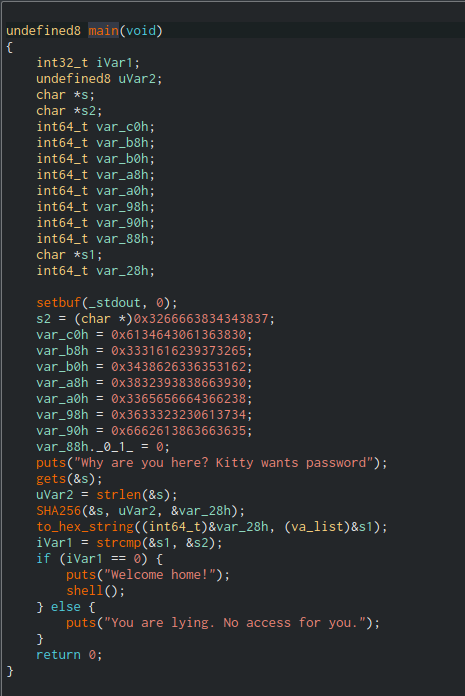 undefined8 main(void)
{
    int32_t iVar1;
    undefined8 uVar2;
    char *s;
    char *s2;
    int64_t var_c0h;
    int64_t var_b8h;
    int64_t var_b0h;
    int64_t var_a8h;
    int64_t var_a0h;
    int64_t var_98h;
    int64_t var_90h;
    int64_t var_88h;
    char *s1;
    int64_t var_28h;

    setbuf(_stdout, 0);
    s2 = (char *)0x3266663834343837;
    var_c0h = 0x6134643061363830;
    var_b8h = 0x3331616239373265;
    var_b0h = 0x3438626336353162;
    var_a8h = 0x3832393838663930;
    var_a0h = 0x3365656664366238;
    var_98h = 0x3633323230613734;
    var_90h = 0x6662613863663635;
    var_88h._0_1_ = 0;
    puts("Why are you here? Kitty wants password");
    gets(&s);
    uVar2 = strlen(&s);
    SHA256(&s, uVar2, &var_28h);
    to_hex_string((int64_t)&var_28h, (va_list)&s1);
    iVar1 = strcmp(&s1, &s2);
    if (iVar1 == 0) {
        puts("Welcome home!");
        shell();
    } else {
        puts("You are lying. No access for you.");
    }
    return 0;
}